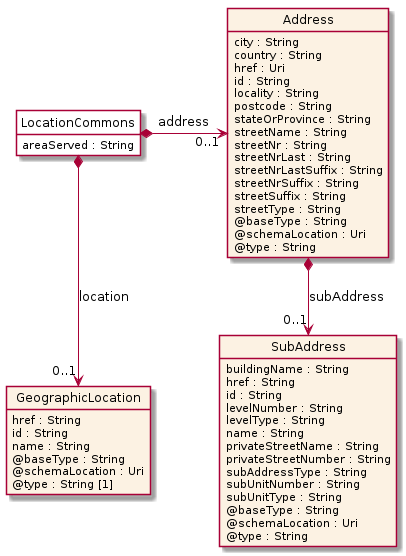 Address
city : String
country : String
href : Uri
id : String
locality : String
postcode : String
stateOrProvince : String
streetName : String
streetNr : String
streetNrLast : String
streetNrLastSuffix : String
streetNrSuffix : String
streetSuffix : String
streetType : String
@baseType : String
@schemaLocation : Uri
@type : String
LocationCommons
areaServed : String
address
0..1
location
0..1
subAddress
0..1
GeographicLocation
href : String
id : String
name : String
@baseType : String
@schemaLocation : Uri
@type : String [1]
SubAddress
buildingName : String
href : String
id : String
levelNumber : String
levelType : String
name : String
privateStreetName : String
privateStreetNumber : String
subAddressType : String
subUnitNumber : String
subUnitType : String
@baseType : String
@schemaLocation : Uri
@type : String